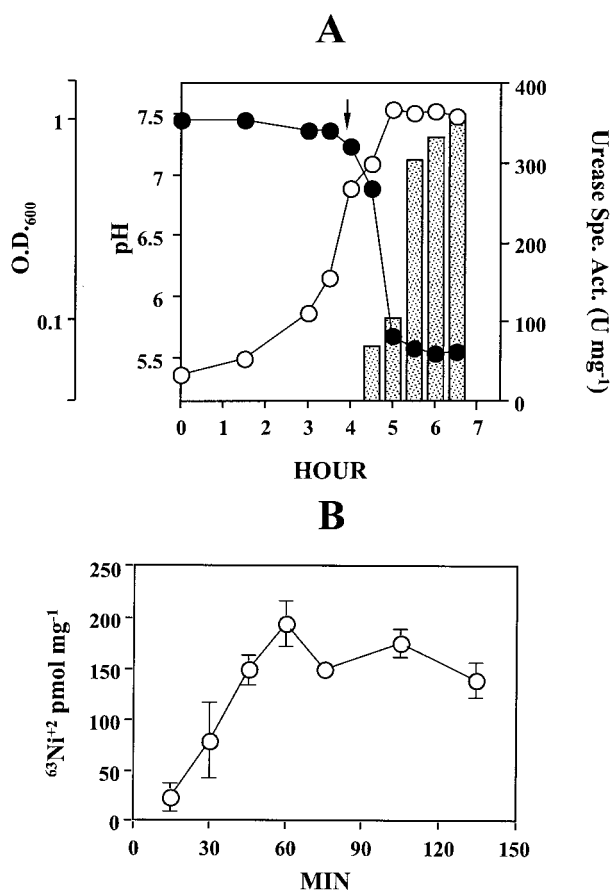 A
O.D.600
1
0.1
pH
7.5
7
6.5
6
5.5
Urease Spe. Act. (U mg-1)
400
300
200
100
0
0 1 2 3 4 5 6 7
HOUR
B
63Ni+2 pmol mg-1
250
200
150
100
50
0
0 30 60 90 120 150
MIN